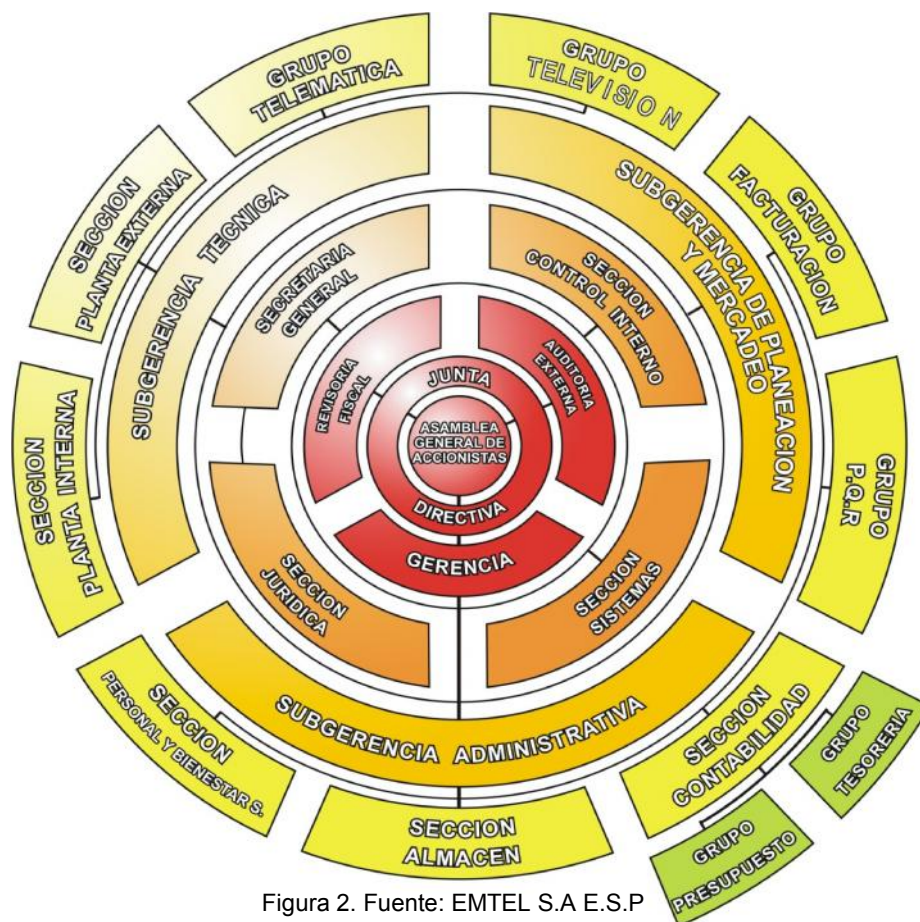 GRUPO
TELEMATICA
GRUPO
TELEVISION
SECCION
PLANTA EXTERNA
SUBGERENCIA TECNICA
SUBGERENCIA DE PLANEACION
Y MERCADEO
GRUPO
FACTURACION
SECRETARIA
GENERAL
SECCION
CONTROL INTERNO
REVISORIA
FISCAL
JUNTA
DIRECTIVA
AUDITORIA
EXTERNA
ASAMBLEA
GENERAL DE
ACCIONISTAS
SECCION
PLANTA INTERNA
GRUPO
P.Q.R
GERENCIA
SECCION
JURIDICA
SECCION
SISTEMAS
SUBGERENCIA ADMINISTRATIVA
SECCION
PERSONAL Y BIENESTAR S.
SECCION
ALMACEN
SECCION
CONTABILIDAD
GRUPO
TESORERIA
GRUPO
PRESUPUESTO
Figura 2. Fuente: EMTEL S.A E.S.P